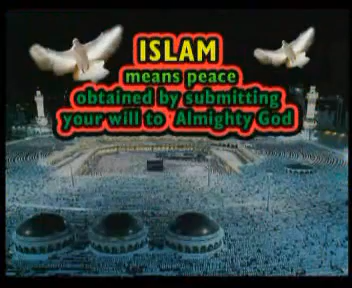 ISLAM
means peace
obtained by submitting
your will to Almighty God